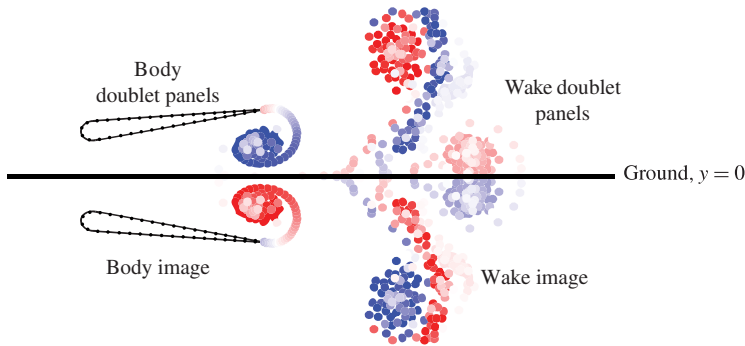 Body
doublet panels
Wake doublet
panels
Ground, y = 0
Body image
Wake image